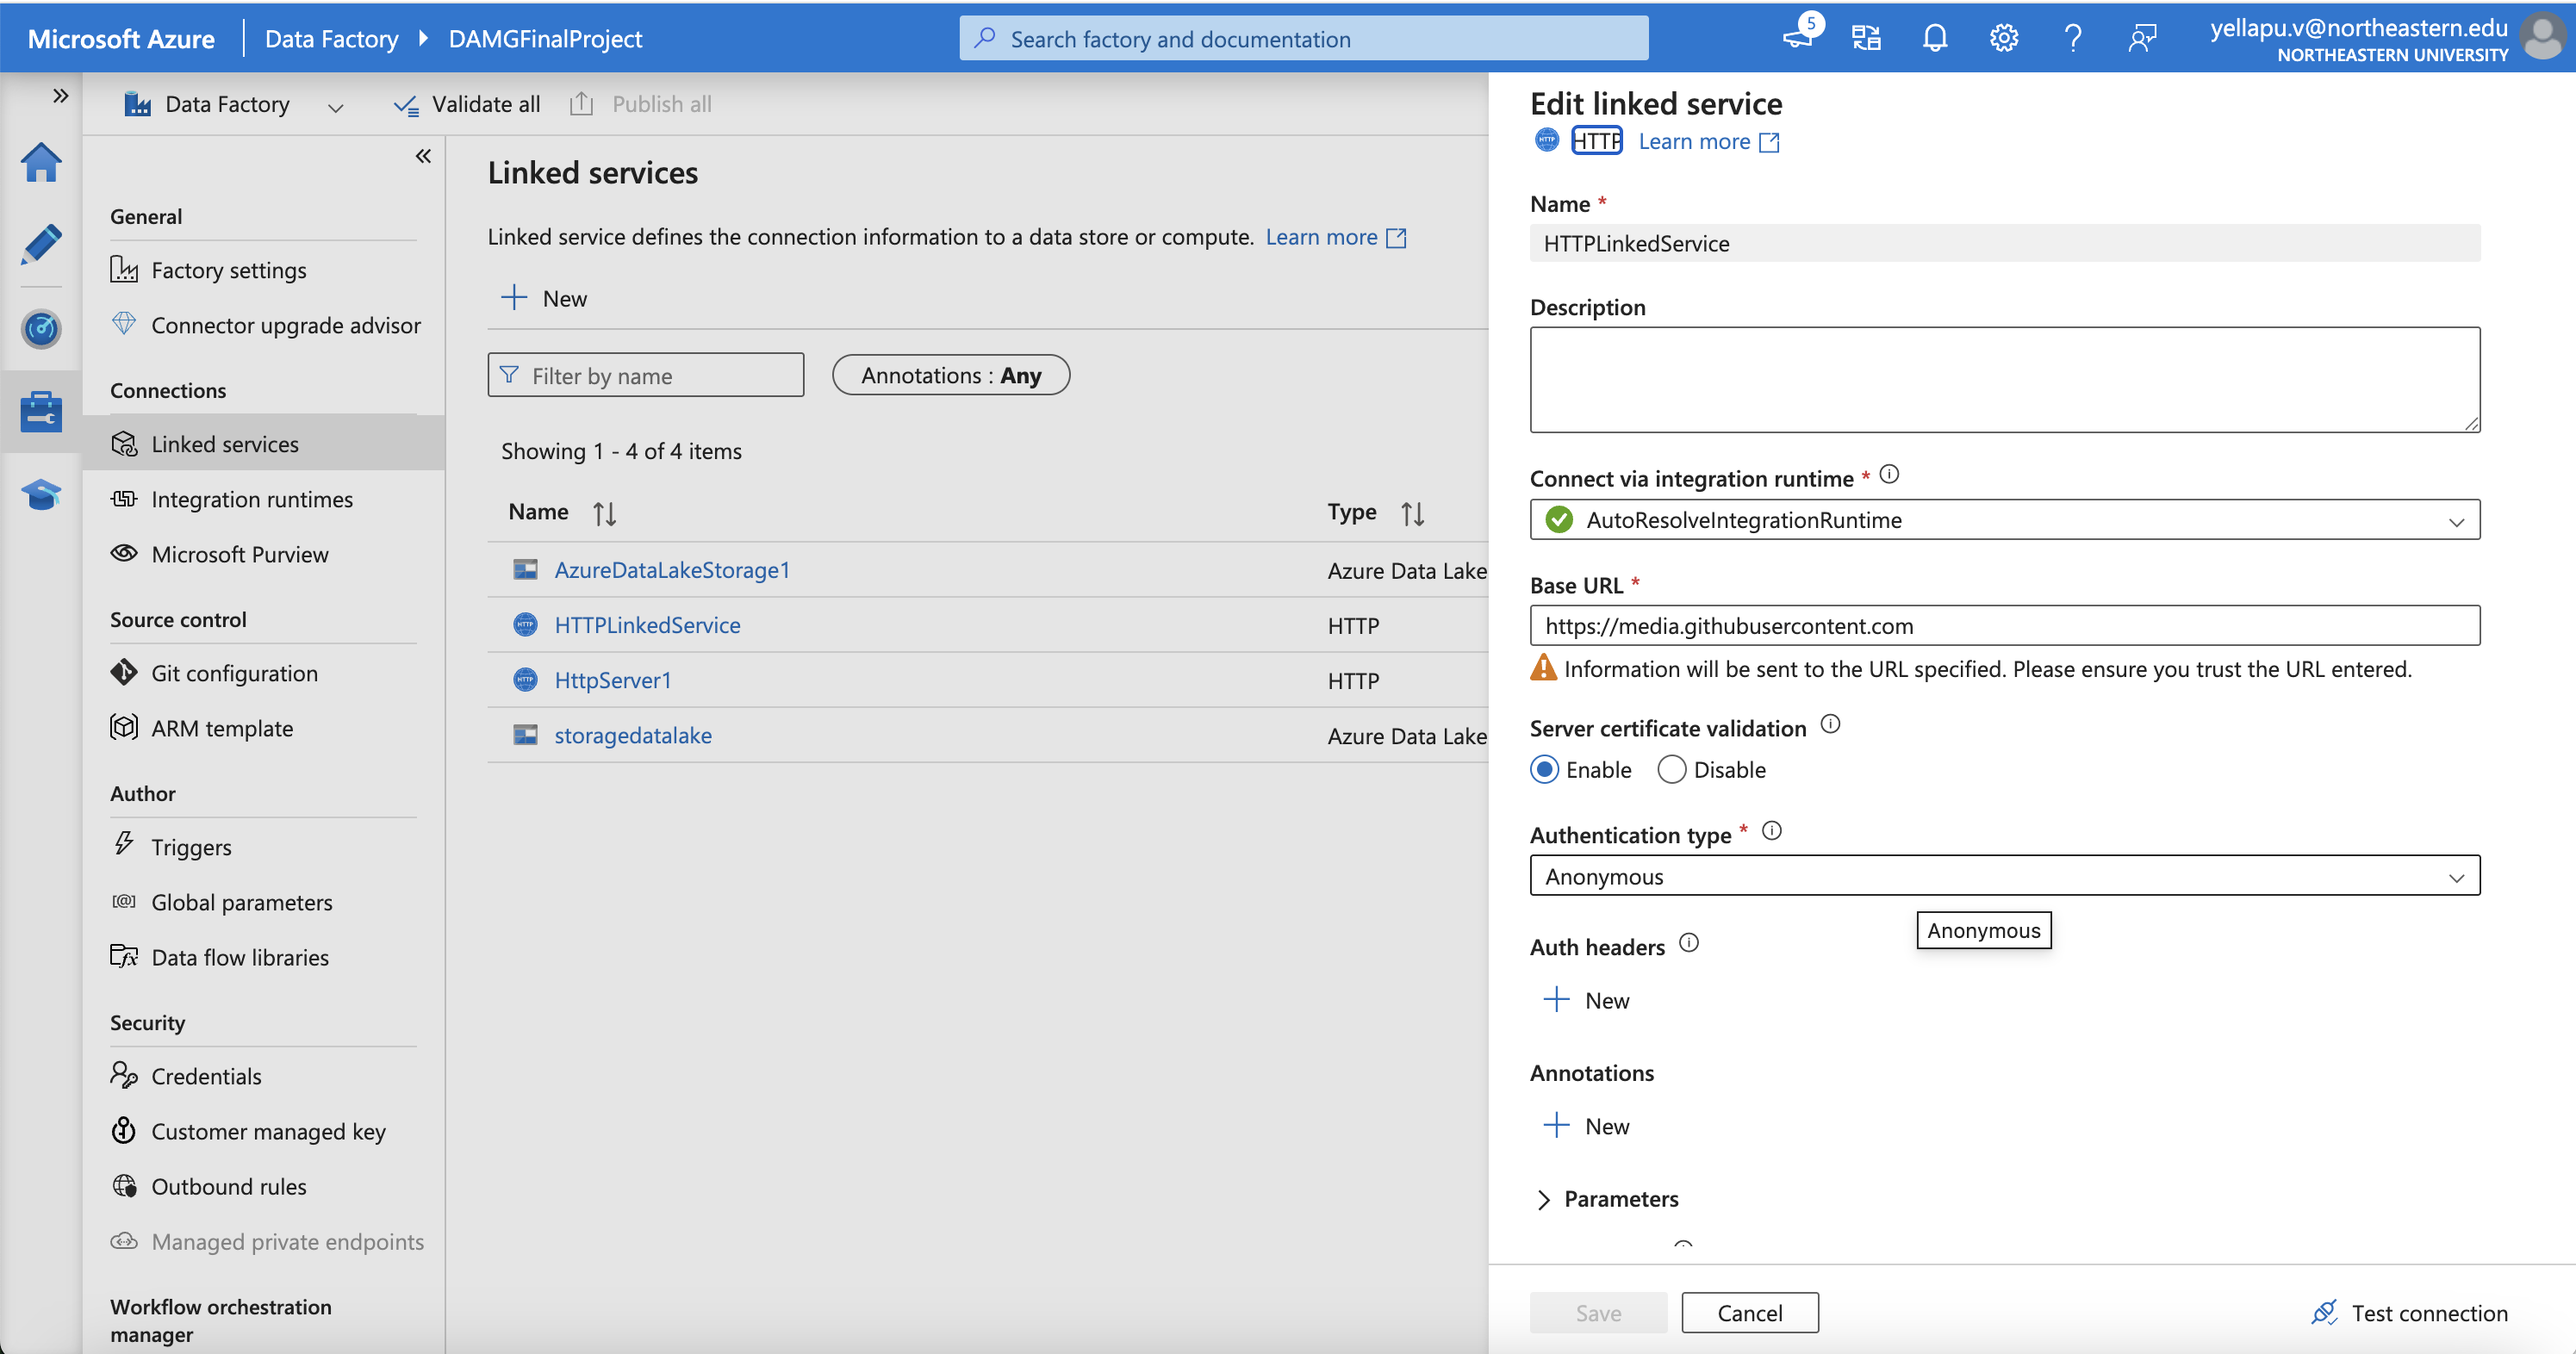 Microsoft Azure
Data Factory
DAMGFinalProject
Search factory and documentation
5
yellapu.v@northeastern.edu
NORTHEASTERN UNIVERSITY
Data Factory
Validate all
Publish all
General
Factory settings
Connector upgrade advisor
Connections
Linked services
Integration runtimes
Microsoft Purview
Source control
Git configuration
ARM template
Author
Triggers
Global parameters
Data flow libraries
Security
Credentials
Customer managed key
Outbound rules
Managed private endpoints
Workflow orchestration
manager
Linked services
Linked service defines the connection information to a data store or compute. Learn more
New
Filter by name
Annotations : Any
Showing 1 - 4 of 4 items
Name Type
AzureDataLakeStorage1 Azure Data Lake
HTTP HTTPLinkedService HTTP
HTTP HttpServer1 HTTP
storagedatalake Azure Data Lake
Edit linked service
HTTP HTTP Learn more
Name *
HTTPLinkedService
Description
Connect via integration runtime *
AutoResolveIntegrationRuntime
Base URL *
https://media.githubusercontent.com
Information will be sent to the URL specified. Please ensure you trust the URL entered.
Server certificate validation
Enable Disable
Authentication type *
Anonymous
Anonymous
Auth headers
New
Annotations
New
Parameters
Save Cancel Test connection